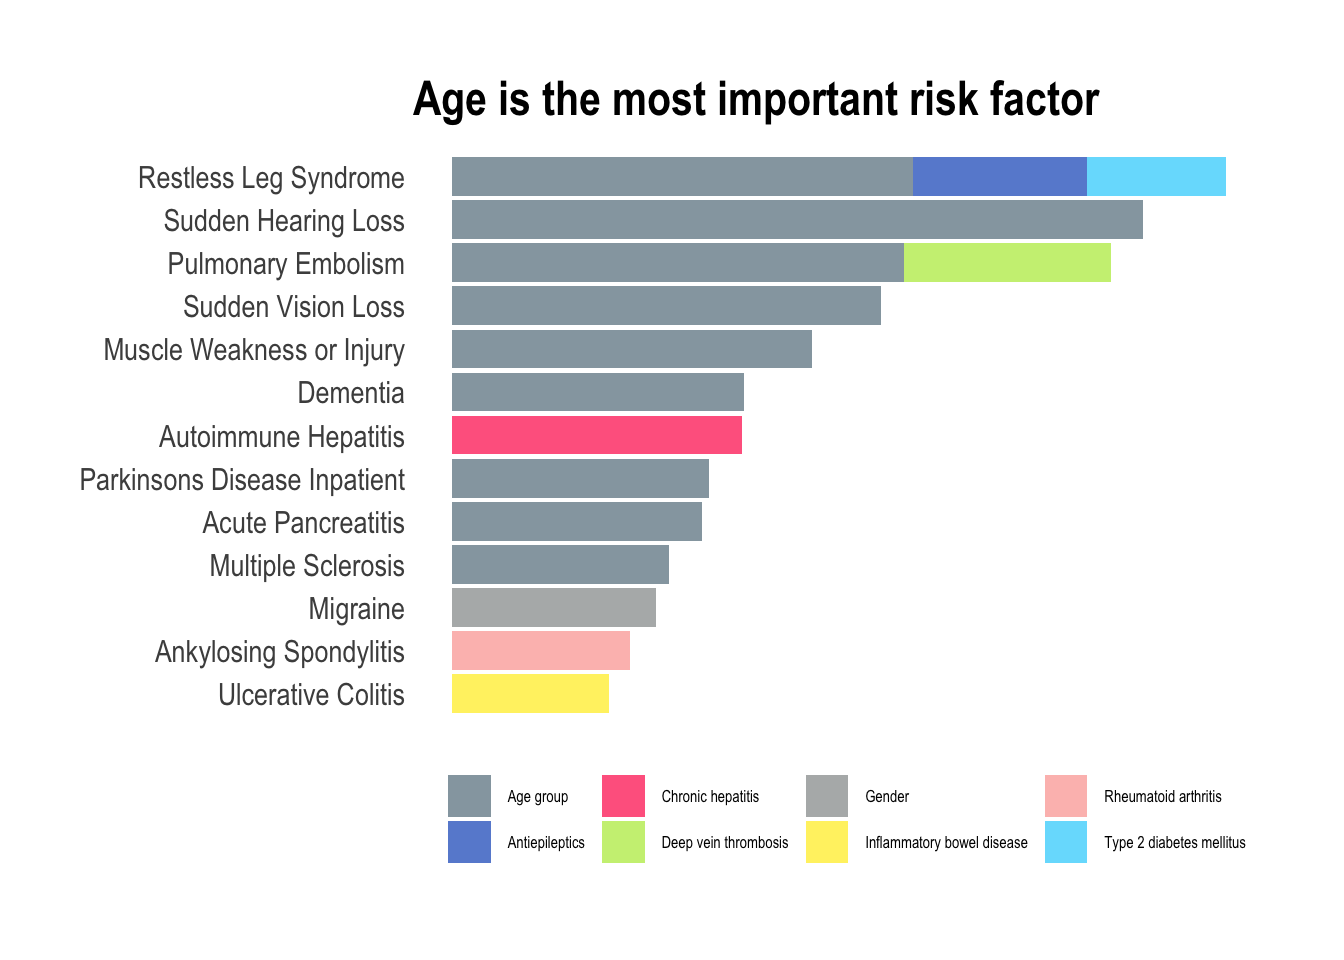 Age is the most important risk factor
Restless Leg Syndrome
Sudden Hearing Loss
Pulmonary Embolism
Sudden Vision Loss
Muscle Weakness or Injury
Dementia
Autoimmune Hepatitis
Parkinsons Disease Inpatient
Acute Pancreatitis
Multiple Sclerosis
Migraine
Ankylosing Spondylitis
Ulcerative Colitis
Age group Chronic hepatitis Gender Rheumatoid arthritis
Antiepileptics Deep vein thrombosis Inflammatory bowel disease Type 2 diabetes mellitus